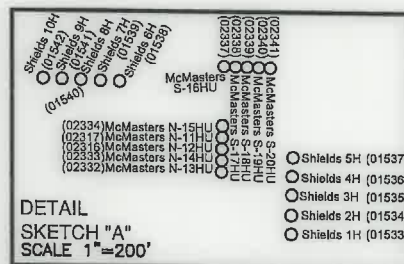 Shields 10H
(01542)
Shields 9H
(01541)
Shields 8H
(01540)
Shields 7H
(01539)
Shields 6H
(01538)
(02337)
(02338)
(02339)
(02340)
(02341)
McMasters
S-16HU
McMasters S-17HU
McMasters S-18HU
McMasters S-19HU
McMasters S-20HU
(02334)McMasters N-15HU
(02317)McMasters N-11HU
(02316)McMasters N-12HU
(02333)McMasters N-14HU
(02332)McMasters N-13HU
Shields 5H (01537
Shields 4H (01536
Shields 3H (01535
Shields 2H (01534
Shields 1H (01533
DETAIL
SKETCH "A"
SCALE 1"=200'